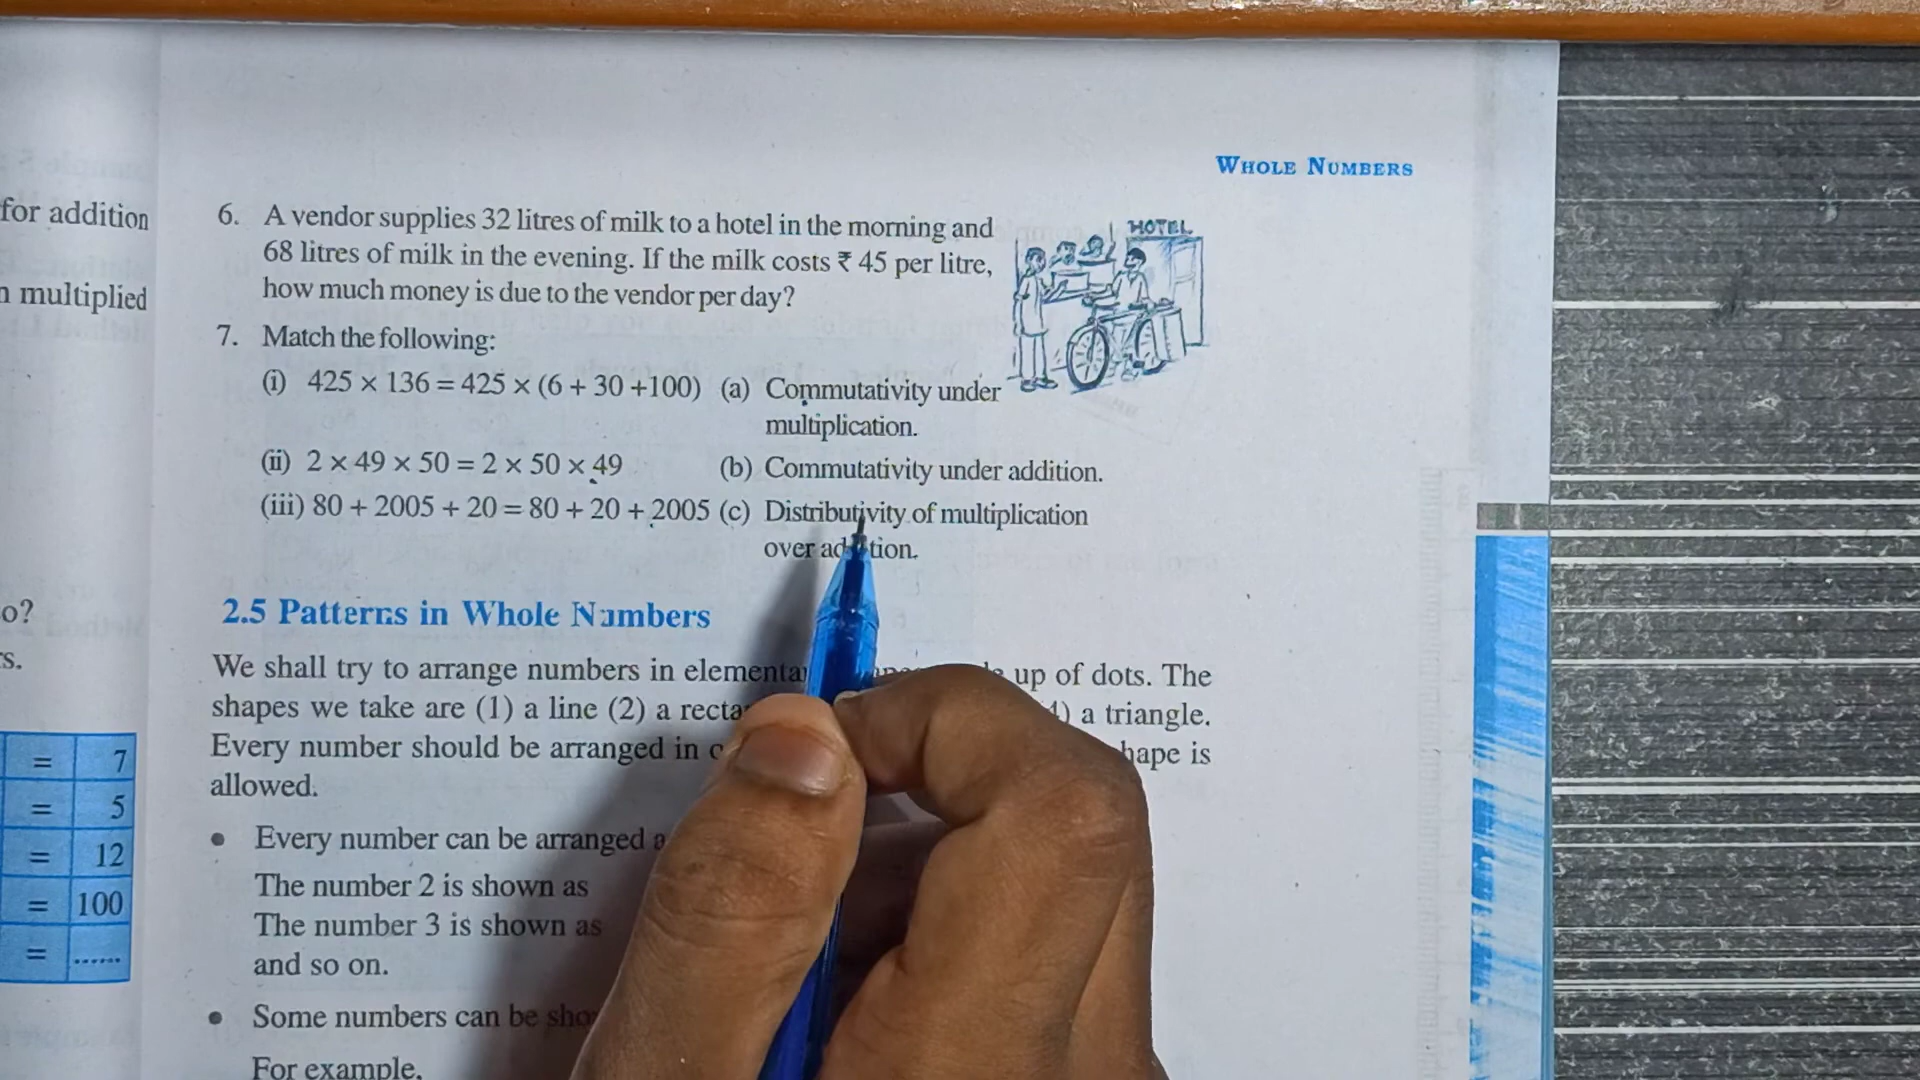 WHOLE NUMBERS
for addition
n multiplied
o?
s.
= 7
= 5
= 12
= 100
= ......
6. A vendor supplies 32 litres of milk to a hotel in the morning and
68 litres of milk in the evening. If the milk costs ₹ 45 per litre,
how much money is due to the vendor per day?
HOTEL
7. Match the following:
(i) 425 × 136 = 425 × (6 + 30 +100) (a) Commutativity under
multiplication.
(ii) 2 × 49 × 50 = 2 × 50 × 49 (b) Commutativity under addition.
(iii) 80 + 2005 + 20 = 80 + 20 + 2005 (c) Distributivity of multiplication
over addition.
2.5 Patterns in Whole Numbers
We shall try to arrange numbers in up of dots. The
shapes we take are (1) a line (2) a a triangle.
Every number should be arranged in is
allowed.
• Every number can be arranged
The number 2 is shown as
The number 3 is shown as
and so on.
• Some numbers can be
For example,